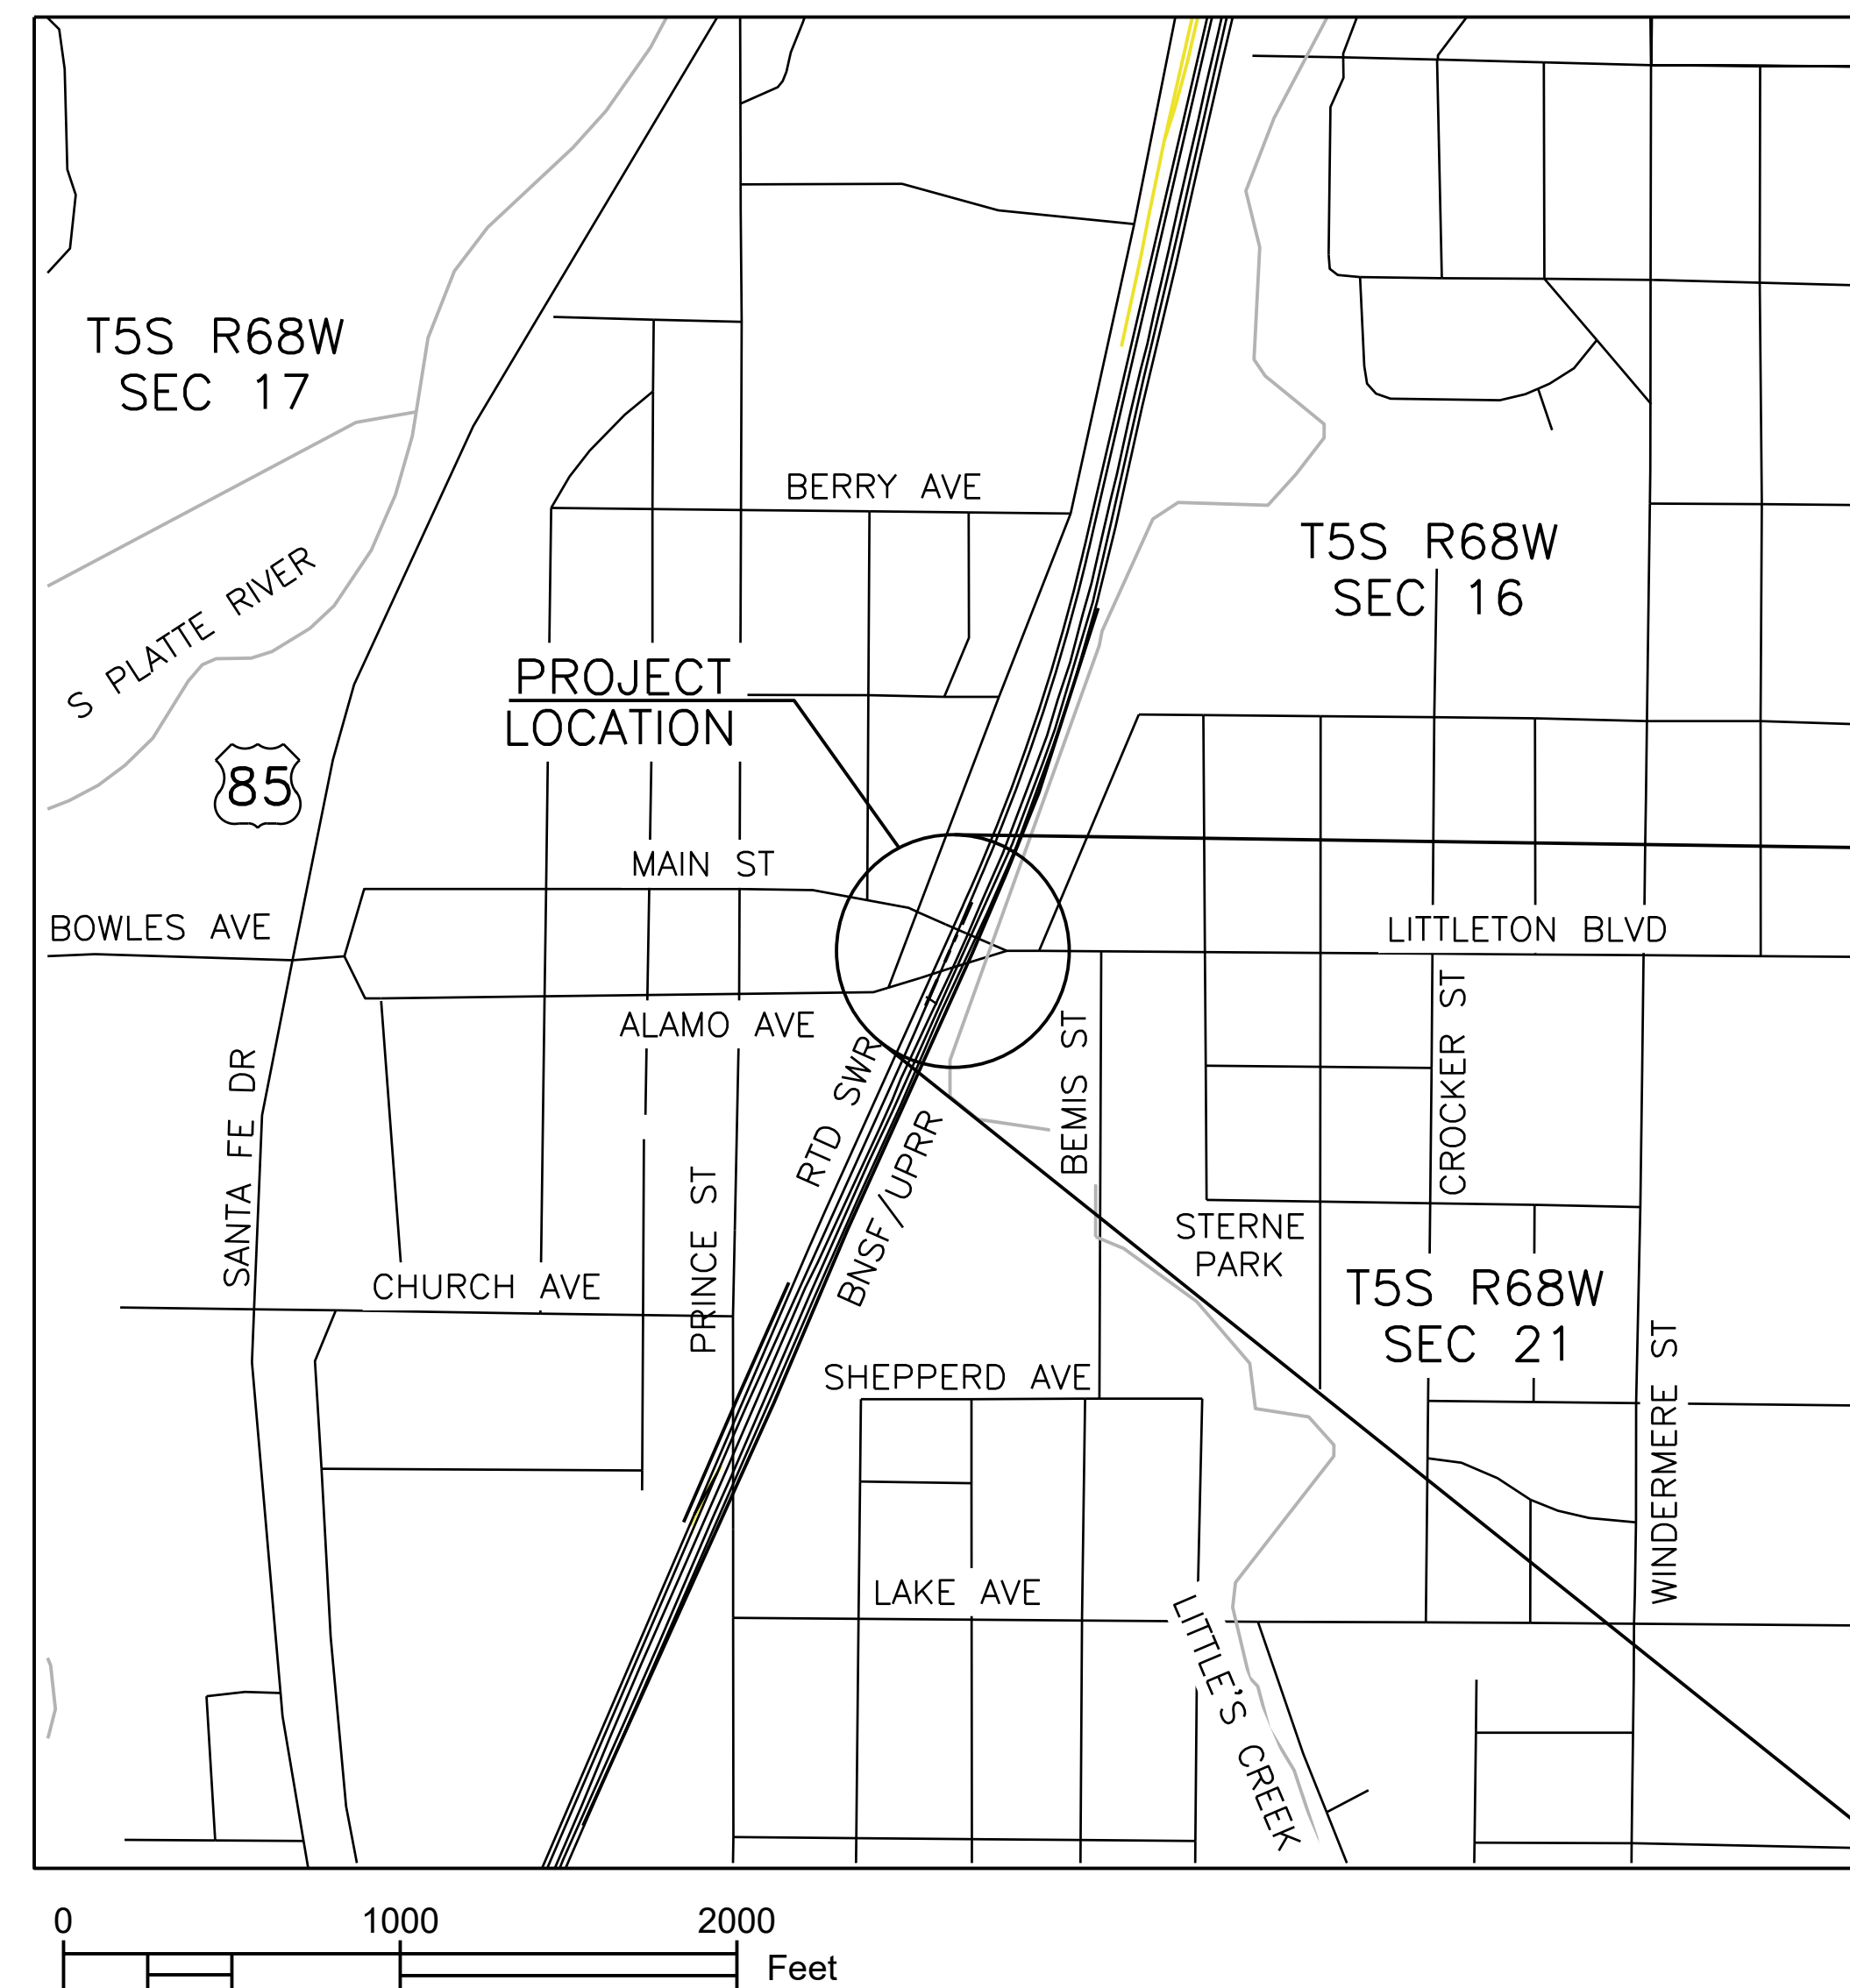 T5S R68W
SEC 17
BERRY AVE
T5S R68W
SEC 16
S PLATTE RIVER
PROJECT
LOCATION
85
MAIN ST
BOWLES AVE
LITTLETON BLVD
ALAMO AVE
SANTA FE DR
RTD SWR
BEMIS ST
CROCKER ST
BNSF/UPRR
PRINCE ST
STERNE
PARK
CHURCH AVE
T5S R68W
SEC 21
SHEPPERD AVE
WINDERMERE ST
LAKE AVE
LITTLE'S CREEK
0 1000 2000
Feet